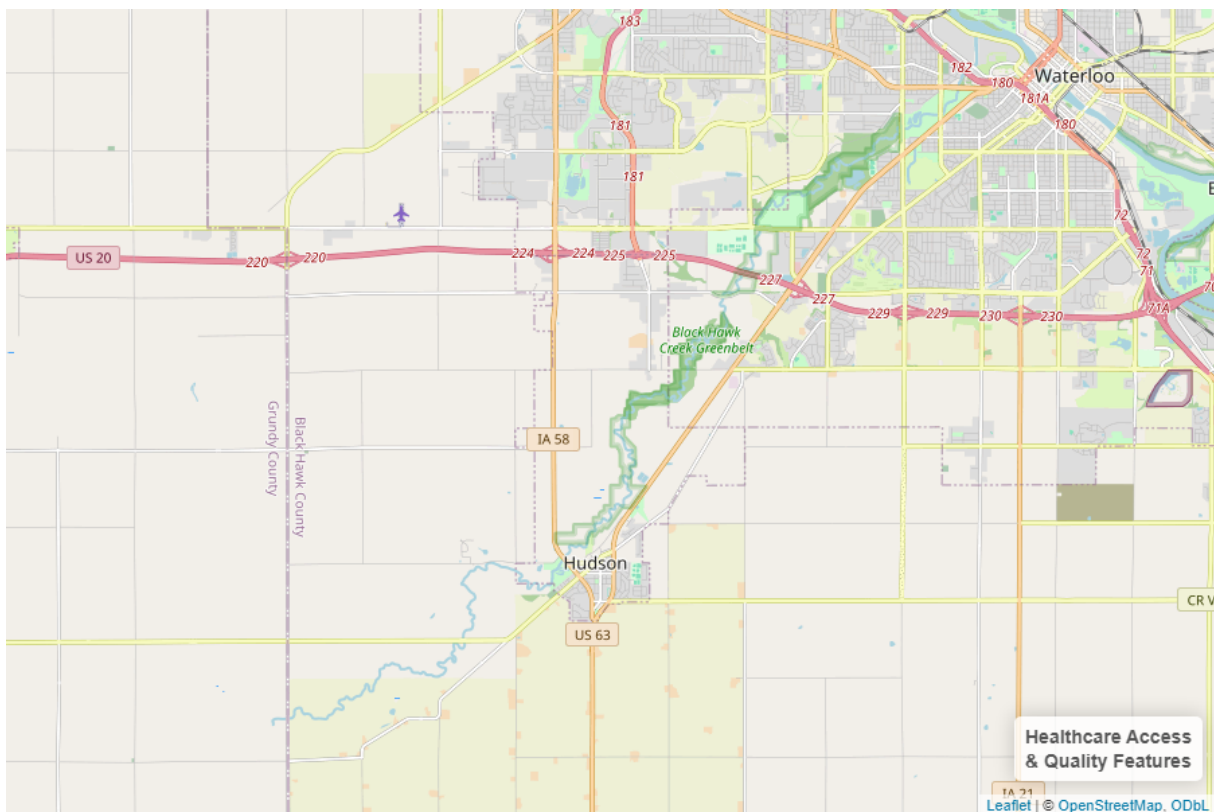 183
182
180
Waterloo
181A
180
181
181
72
US 20
220
220
224
224
225
225
227
227
72
71
229
229
230
230
71A
Black Hawk
Creek Greenbelt
Black Hawk County
Grundy County
IA 58
Hudson
CR V
US 63
Healthcare Access
& Quality Features
IA 21
Leaflet | © OpenStreetMap, ODbL